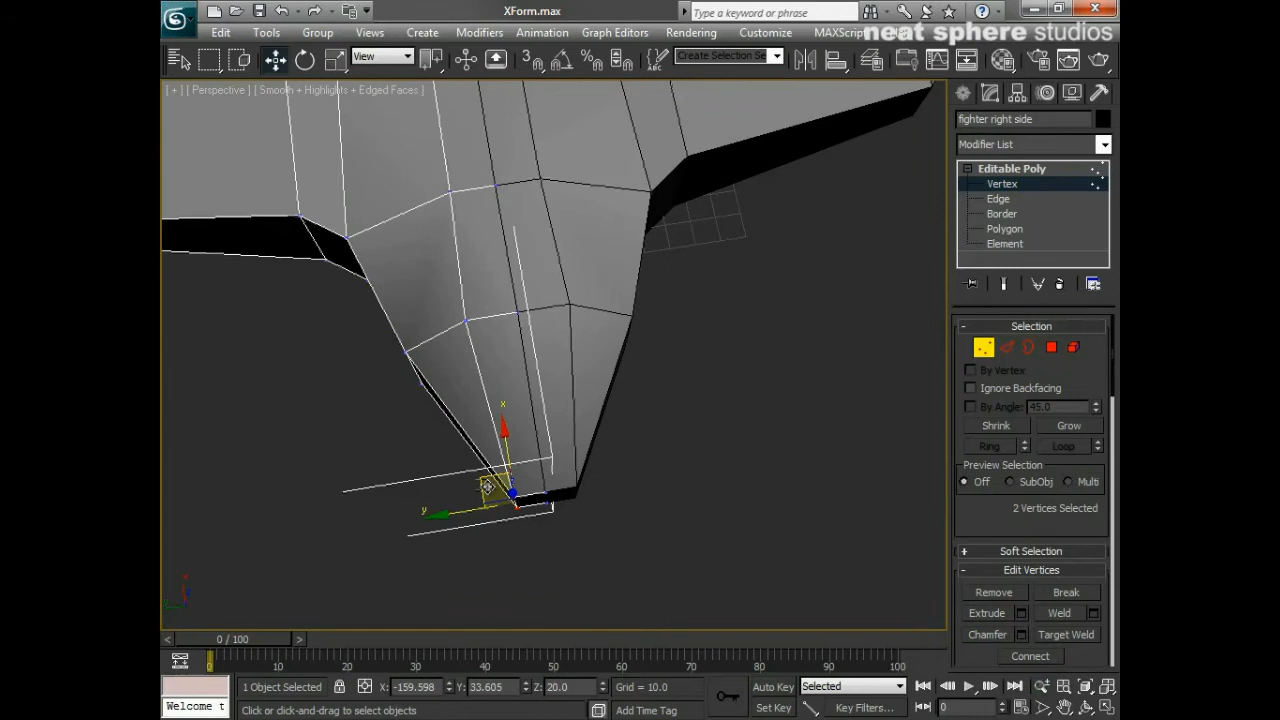 XForm.max
Type a keyword or phrase
Edit Tools Group Views Create Modifiers Animation Graph Editors Rendering Customize MAXScrip
neat sphere studios
View
3
Create Selection Se
[ + ] [ Perspective ] [ Smooth + Highlights + Edged Faces ]
fighter right side
Modifier List
Editable Poly
Vertex
Edge
Border
Polygon
Element
- Selection
By Vertex
Ignore Backfacing
By Angle: 45.0
Shrink Grow
Ring Loop
Preview Selection
Off SubObj Multi
2 Vertices Selected
+ Soft Selection
- Edit Vertices
Remove Break
Extrude Weld
Chamfer Target Weld
Connect
x
y
< 0 / 100 >
0 10 20 30 40 50 60 70 80 90 100
1 Object Selected X: -159.598 Y: 33.605 Z: 20.0 Grid = 10.0 Auto Key Selected
Welcome t Click or click-and-drag to select objects Add Time Tag Set Key Key Filters... 0